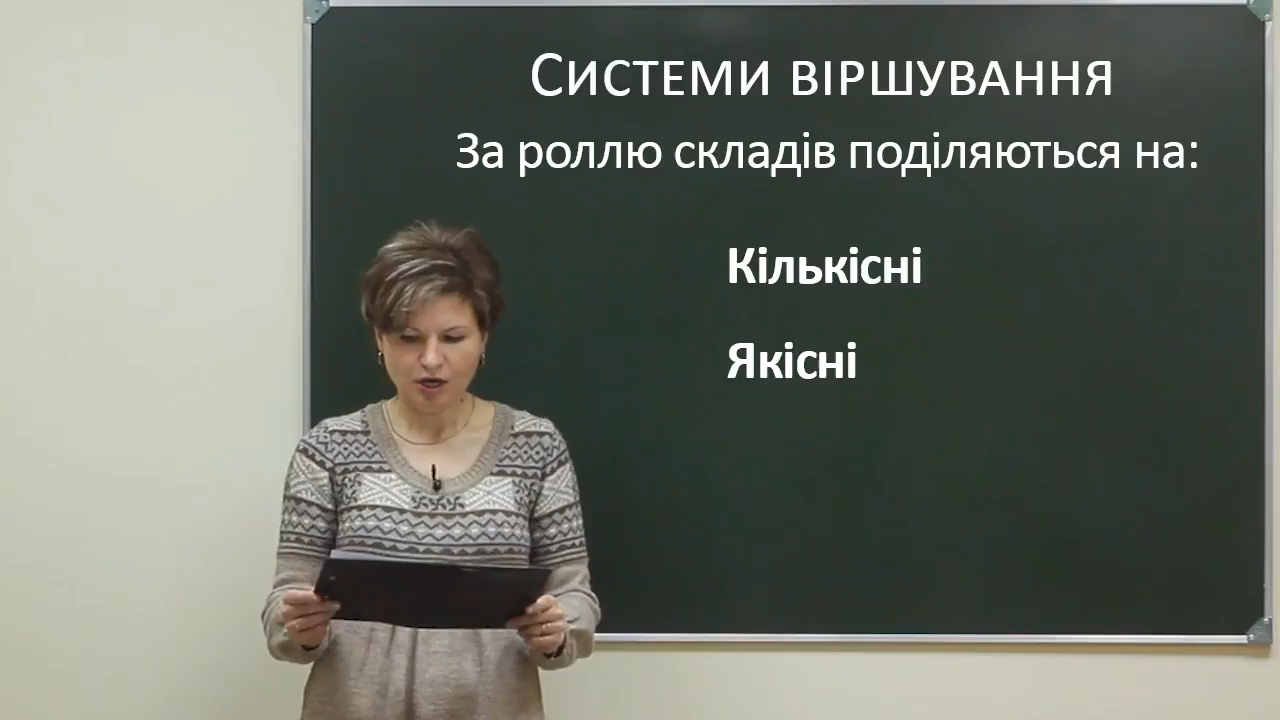 Системи віршування
За роллю складів поділяються на:
Кількісні
Якісні